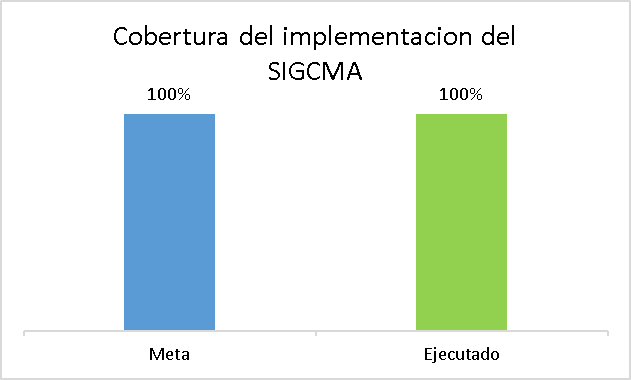 Cobertura del implementacion del
SIGCMA
100%
100%
Meta
Ejecutado